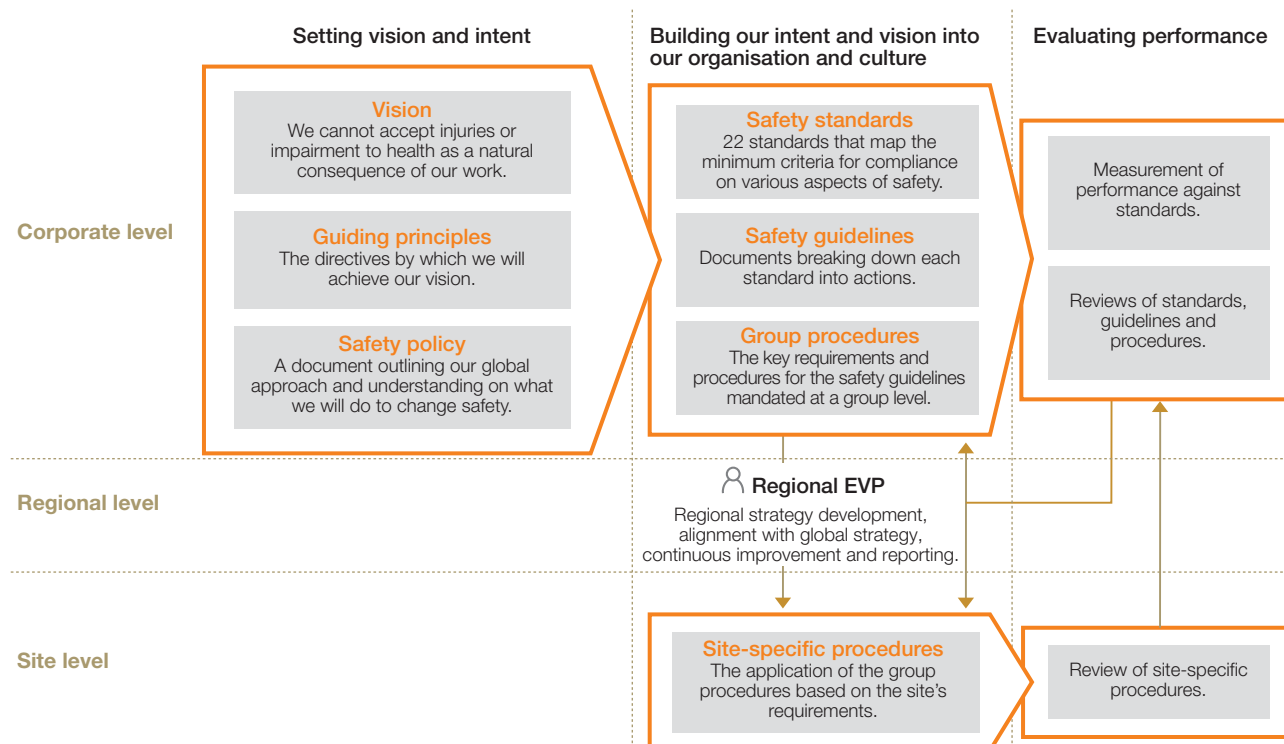 Setting vision and intent
Building our intent and vision into
our organisation and culture
Evaluating performance
Corporate level
Vision
We cannot accept injuries or
impairment to health as a natural
consequence of our work.
Guiding principles
The directives by which we will
achieve our vision.
Safety policy
A document outlining our global
approach and understanding on what
we will do to change safety.
Safety standards
22 standards that map the
minimum criteria for compliance
on various aspects of safety.
Safety guidelines
Documents breaking down each
standard into actions.
Group procedures
The key requirements and
procedures for the safety guidelines
mandated at a group level.
Measurement of
performance against
standards.
Reviews of standards,
guidelines and
procedures.
Regional level
Regional EVP
Regional strategy development,
alignment with global strategy,
continuous improvement and reporting.
Site level
Site-specific procedures
The application of the group
procedures based on the site's
requirements.
Review of site-specific
procedures.